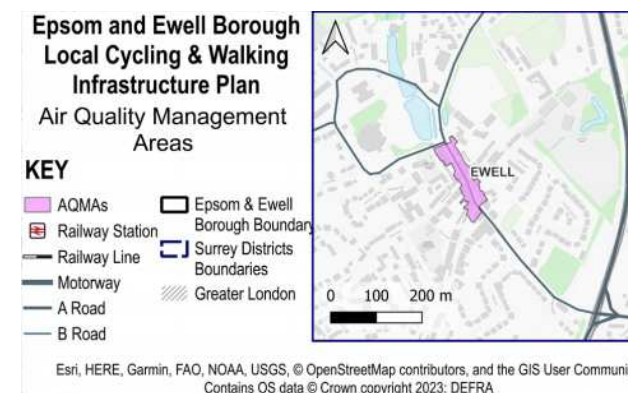 Epsom and Ewell Borough
Local Cycling & Walking
Infrastructure Plan
Air Quality Management
Areas
KEY
AQMAs
Railway Station
Railway Line
Motorway
A Road
B Road
Epsom & Ewell
Borough Boundary
Surrey Districts
Boundaries
Greater London
EWELL
0 100 200 m
Esri, HERE, Garmin, FAO, NOAA, USGS, © OpenStreetMap contributors, and the GIS User Communi
Contains OS data © Crown copyright 2023; DEFRA